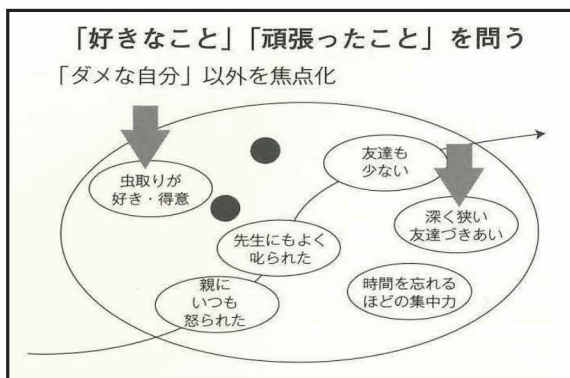 「好きなこと」「頑張ったこと」を問う
「ダメな自分」以外を焦点化
友達も
少ない
虫取りが
好き・得意
深く狭い
友達づきあい
先生にもよく
叱られた
時間を忘れる
ほどの集中力
親に
いつも
怒られた